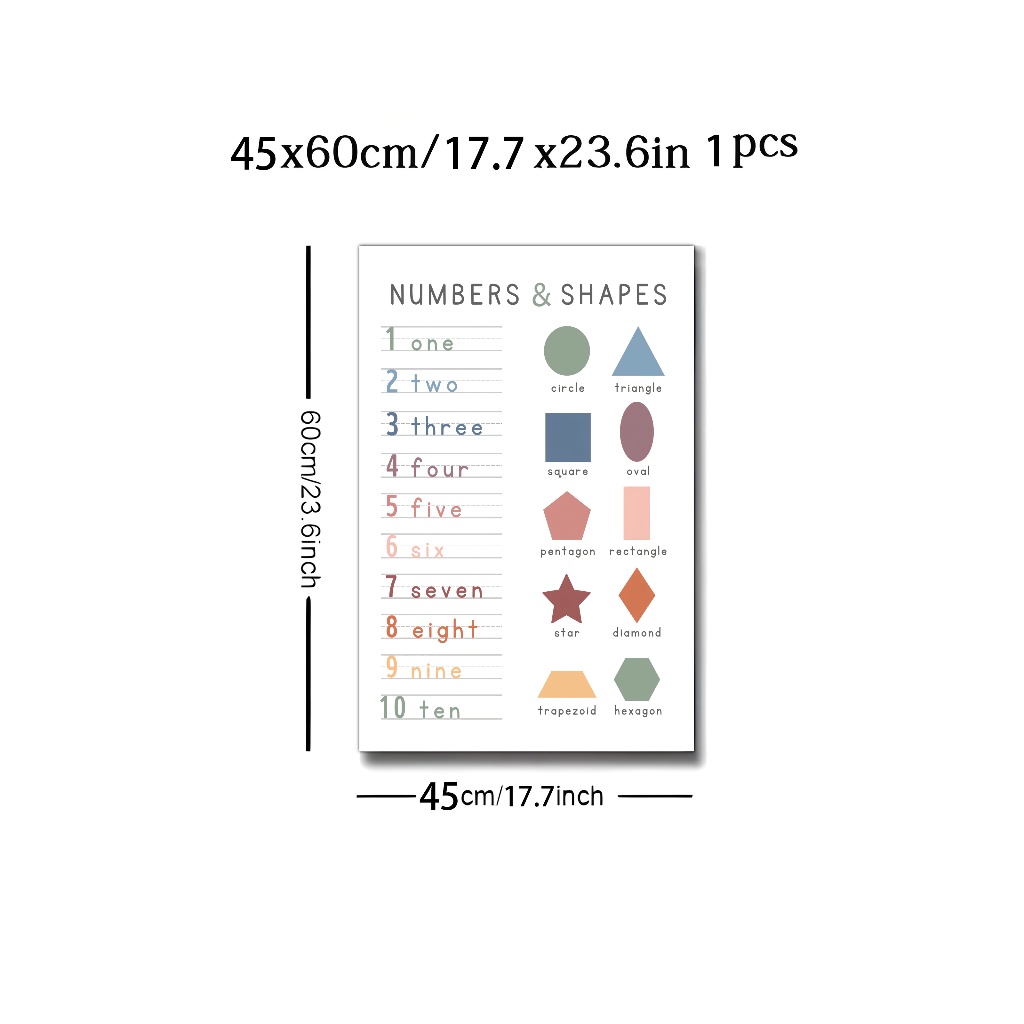 45x60cm/17.7 x23.6in 1pcs
60cm/23.6inch
NUMBERS & SHAPES
1 one
2 two
3 three
4 four
5 five
6 six
7 seven
8 eight
9 nine
10 ten
circle triangle
square oval
pentagon rectangle
star diamond
trapezoid hexagon
45cm/17.7inch